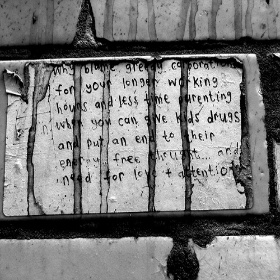 Why blame greedy corporations
for your longer working
hours and less time parenting
when you can give kids drugs
and put an end to their
energy, free thought... and
need for love + attention